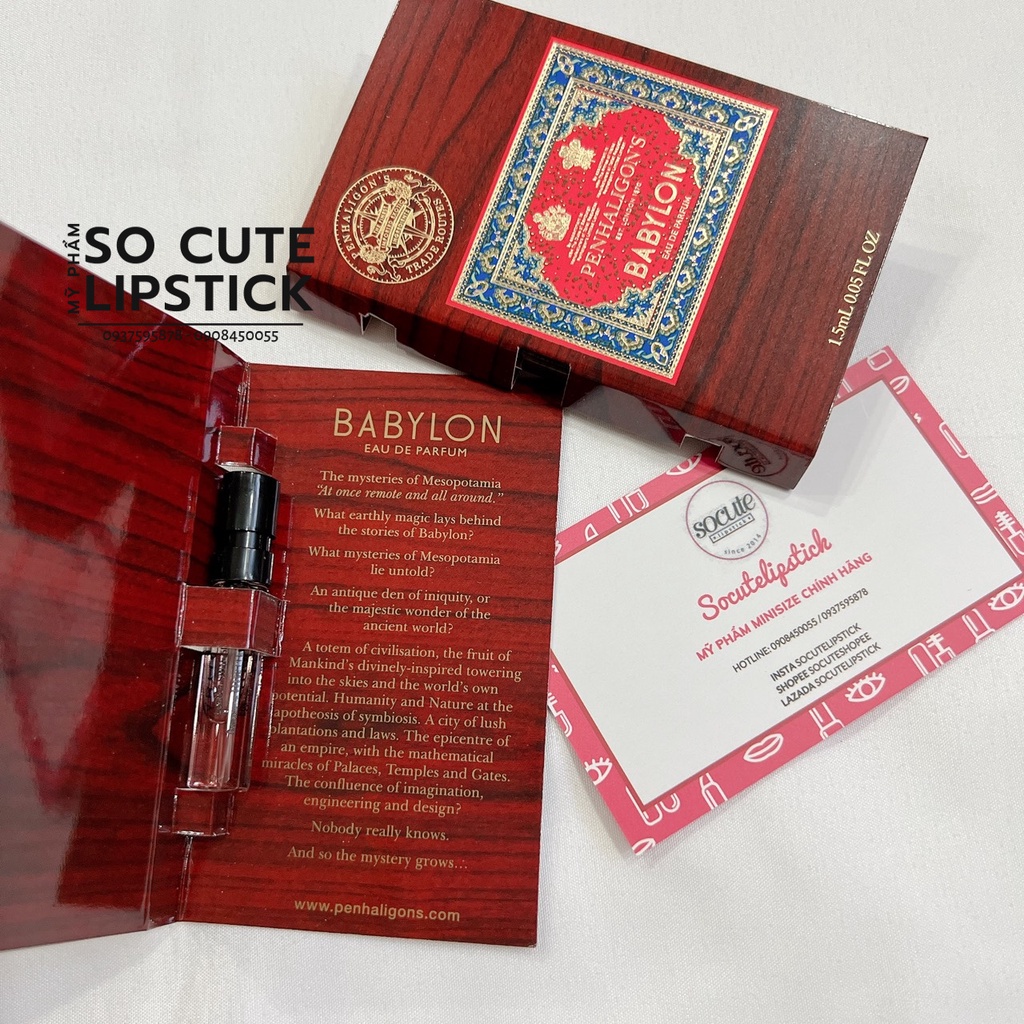 MỸ PHẨM
SO CUTE
LIPSTICK
0937595878 - 0908450055
PENHALIGON'S
TRADE ROUTES
PENHALIGON'S
BABYLON
EAU DE PARFUM
1.5mL 0.05 FL OZ
BABYLON
EAU DE PARFUM
The mysteries of Mesopotamia
“At once remote and all around.”
What earthly magic lays behind
the stories of Babylon?
What mysteries of Mesopotamia
lie untold?
An antique den of iniquity, or
the majestic wonder of the
ancient world?
A totem of civilisation, the fruit of
Mankind's divinely-inspired towering
into the skies and the world's own
potential. Humanity and Nature at the
apotheosis of symbiosis. A city of lush
plantations and laws. The epicentre of
an empire, with the mathematical
miracles of Palaces, Temples and Gates.
The confluence of imagination,
engineering and design?
Nobody really knows.
And so the mystery grows...
www.penhaligons.com
socute
LIPSTICK
since 2014
Socutelipstick
MỸ PHẨM MINISIZE CHÍNH HÃNG
HOTLINE: 0908450055 / 0937595878
INSTA SOCUTELIPSTICK
SHOPEE SOCUTESHOPEE
LAZADA SOCUTELIPSTICK